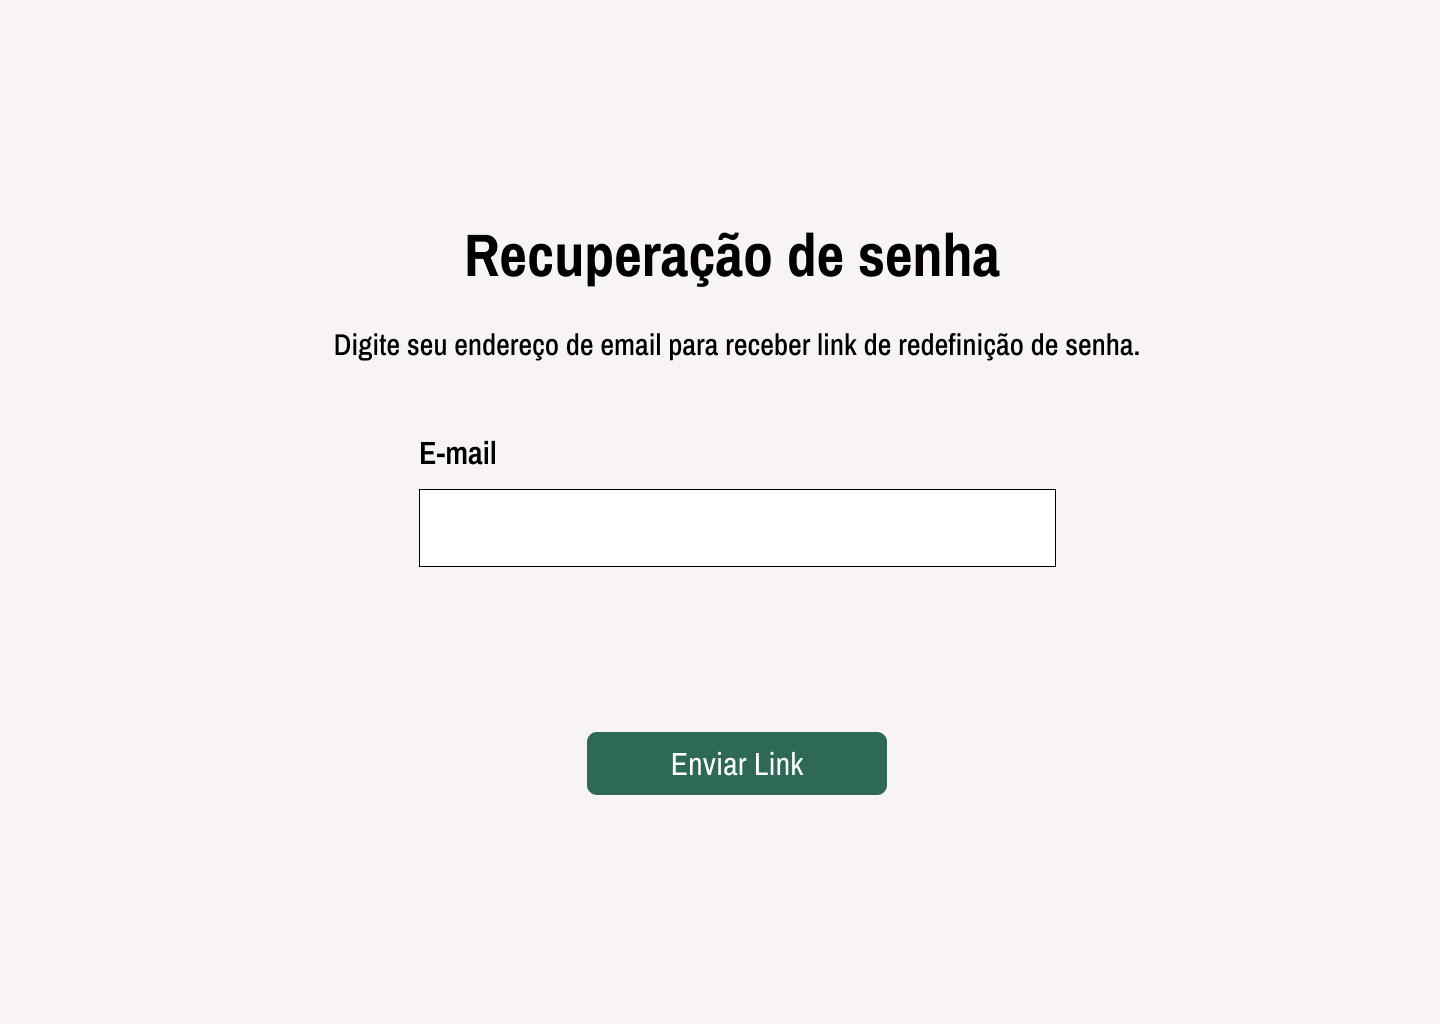 Recuperação de senha
Digite seu endereço de email para receber link de redefinição de senha.
E-mail
Enviar Link